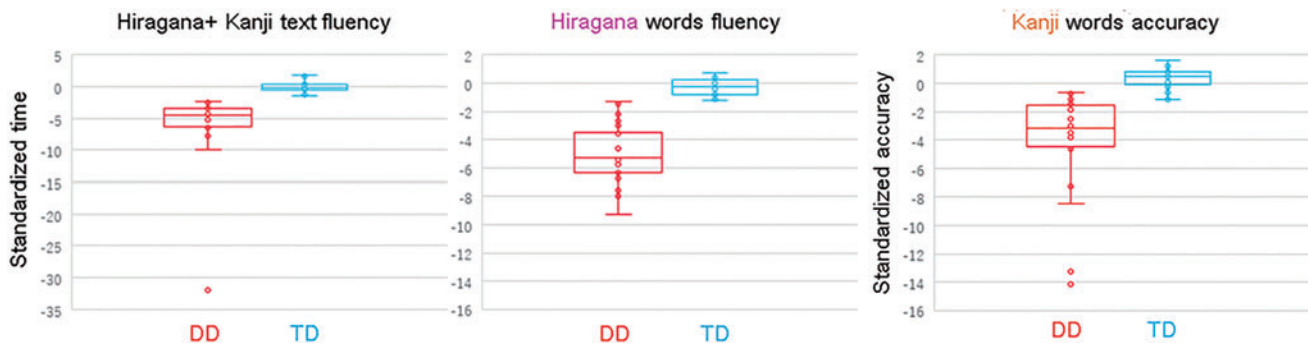 Hiragana+ Kanji text fluency
Standardized time
5
0
-5
-10
-15
-20
-25
-30
-35
DD
TD
Hiragana words fluency
2
0
-2
-4
-6
-8
-10
-12
-14
-16
DD
TD
Kanji words accuracy
Standardized accuracy
2
0
-2
-4
-6
-8
-10
-12
-14
-16
DD
TD